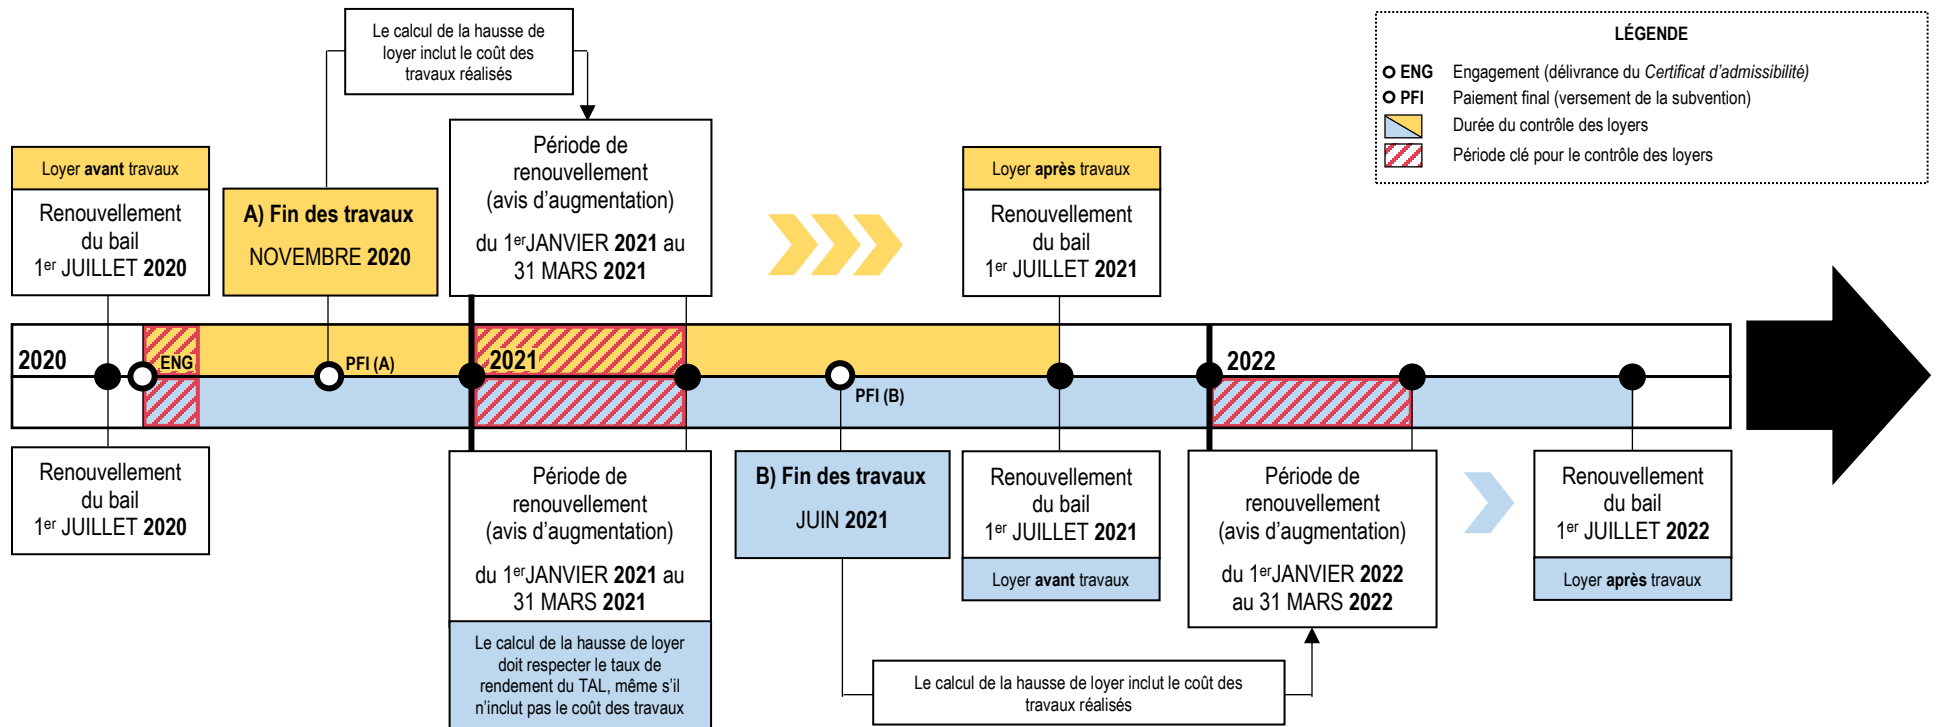 Le calcul de la hausse de
loyer inclut le coût des
travaux réalisés
LÉGENDE
ENG Engagement (délivrance du Certificat d'admissibilité)
PFI Paiement final (versement de la subvention)
Durée du contrôle des loyers
Période clé pour le contrôle des loyers
Loyer avant travaux
Renouvellement
du bail
1er JUILLET 2020
A) Fin des travaux
NOVEMBRE 2020
Période de
renouvellement
(avis d'augmentation)
du 1erJANVIER 2021 au
31 MARS 2021
Loyer après travaux
Renouvellement
du bail
1er JUILLET 2021
2020
ENG
PFI (A)
2021
PFI (B)
2022
Renouvellement
du bail
1er JUILLET 2020
Période de
renouvellement
(avis d'augmentation)
du 1erJANVIER 2021 au
31 MARS 2021
Le calcul de la hausse de loyer
doit respecter le taux de
rendement du TAL, même s'il
n'inclut pas le coût des travaux
B) Fin des travaux
JUIN 2021
Renouvellement
du bail
1er JUILLET 2021
Loyer avant travaux
Période de
renouvellement
(avis d'augmentation)
du 1erJANVIER 2022
au 31 MARS 2022
Renouvellement
du bail
1er JUILLET 2022
Loyer après travaux
Le calcul de la hausse de loyer inclut le coût des
travaux réalisés